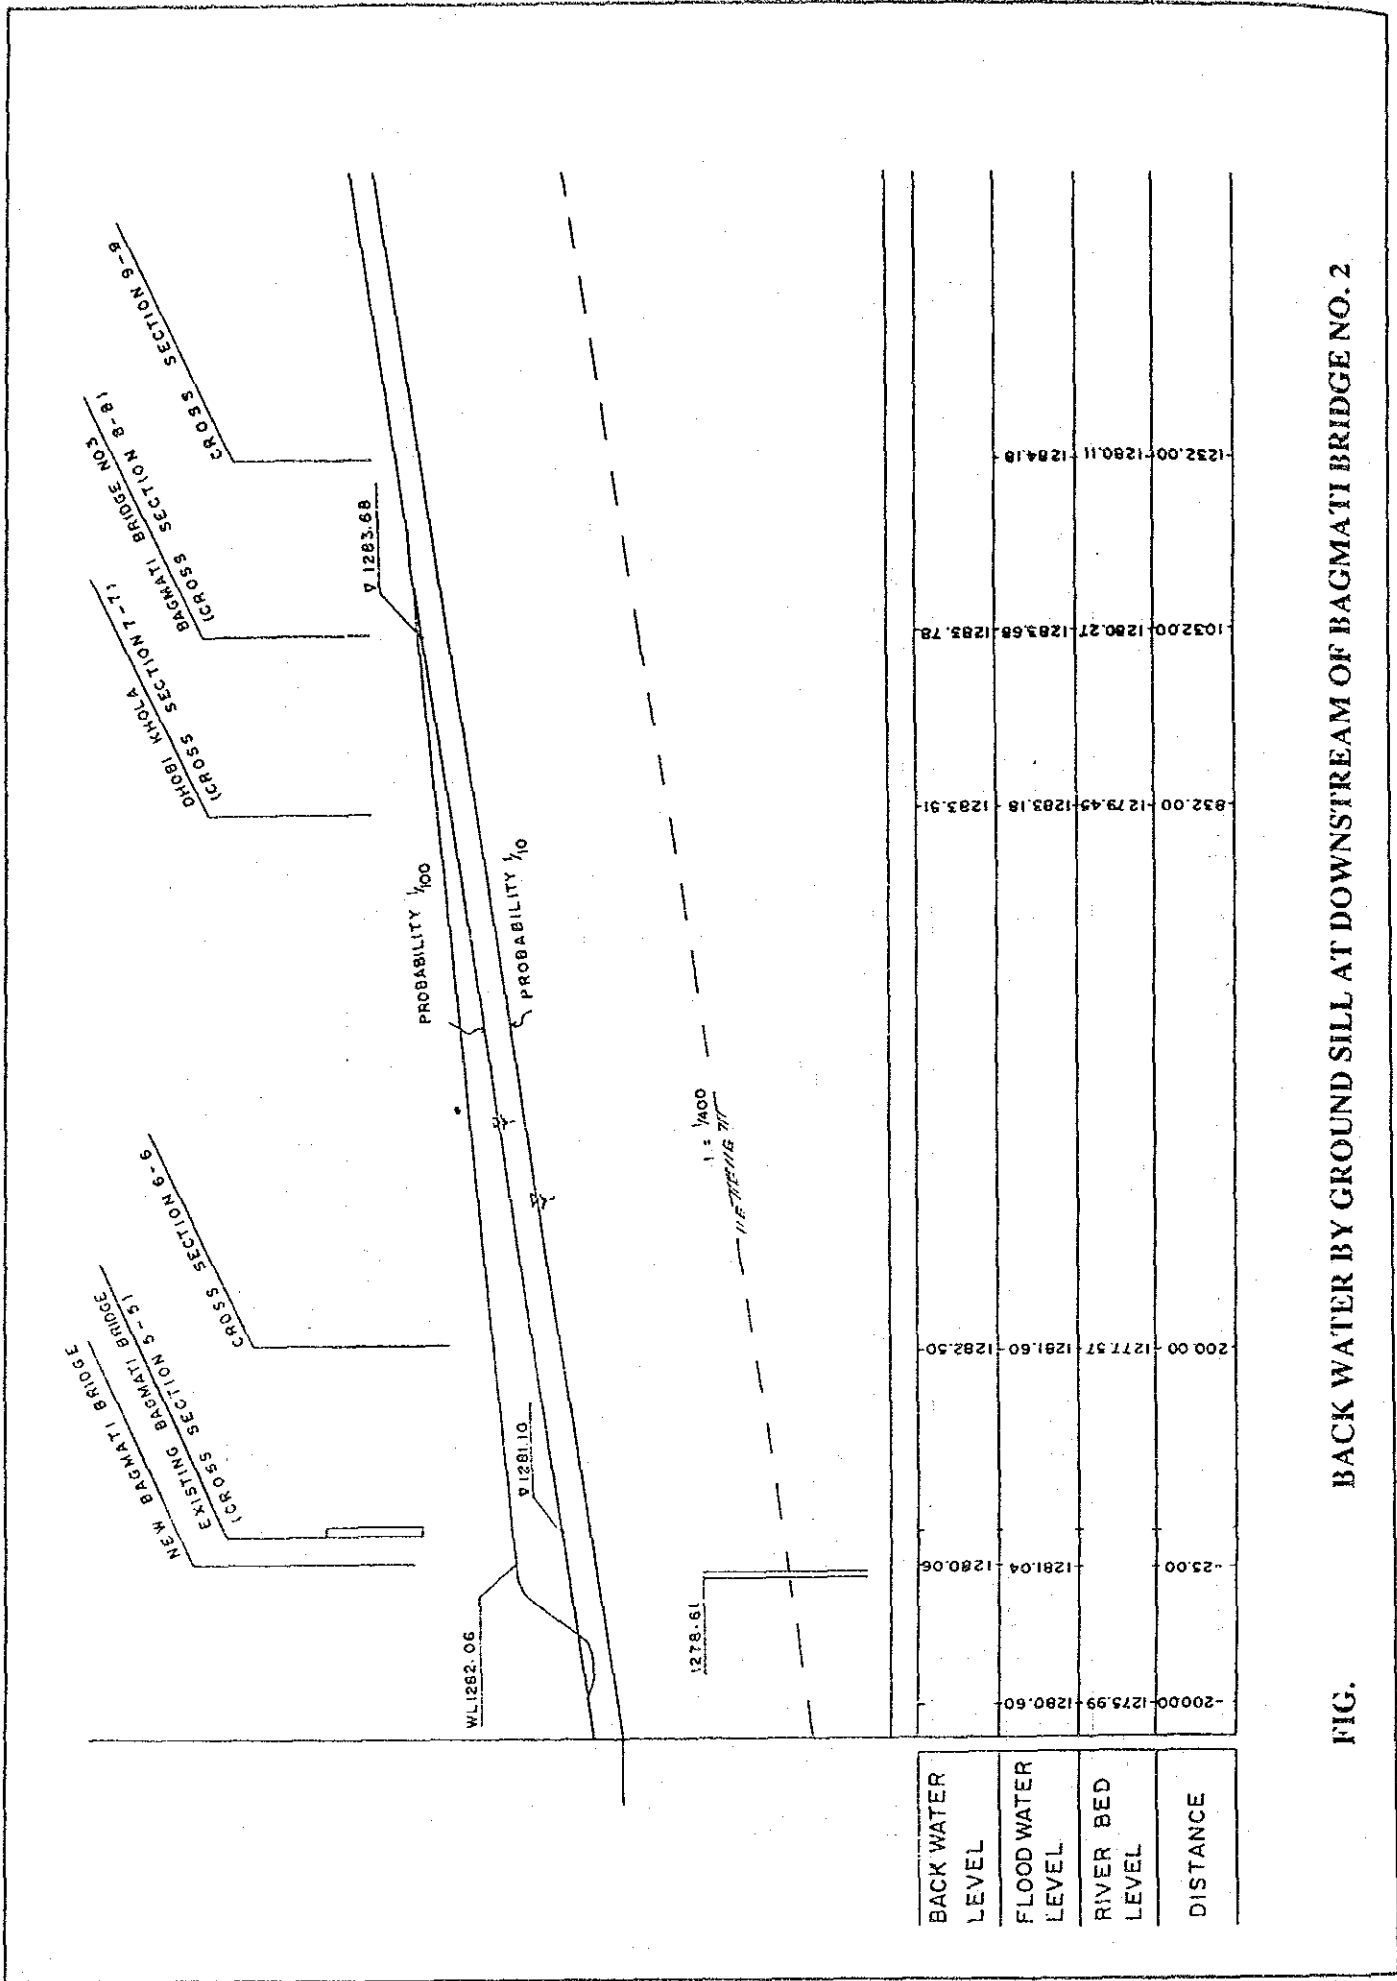 NEW BAGMATI BRIDGE
EXISTING BAGMATI BRIDGE
(CROSS SECTION 5-5)
CROSS SECTION 6-6
DHOBI KHOLA
(CROSS SECTION 7-7)
BAGMATI BRIDGE NO3
(CROSS SECTION 8-8)
CROSS SECTION 9-9
WL1282.06
▽1281.10
▽1283.68
PROBABILITY 1/100
PROBABILITY 1/10
1278.61
I = 1/400
BACK WATER LEVEL
1280.06 1282.50 1283.51 1283.78
FLOOD WATER LEVEL
1280.60 1281.04 1281.60 1283.18 1283.68 1284.18
RIVER BED LEVEL
1275.99 1277.57 1279.45 1280.27 1280.11
DISTANCE
-200.00 -25.00 200.00 832.00 1032.00 1232.00
FIG. BACK WATER BY GROUND SILL AT DOWNSTREAM OF BAGMATI BRIDGE NO. 2